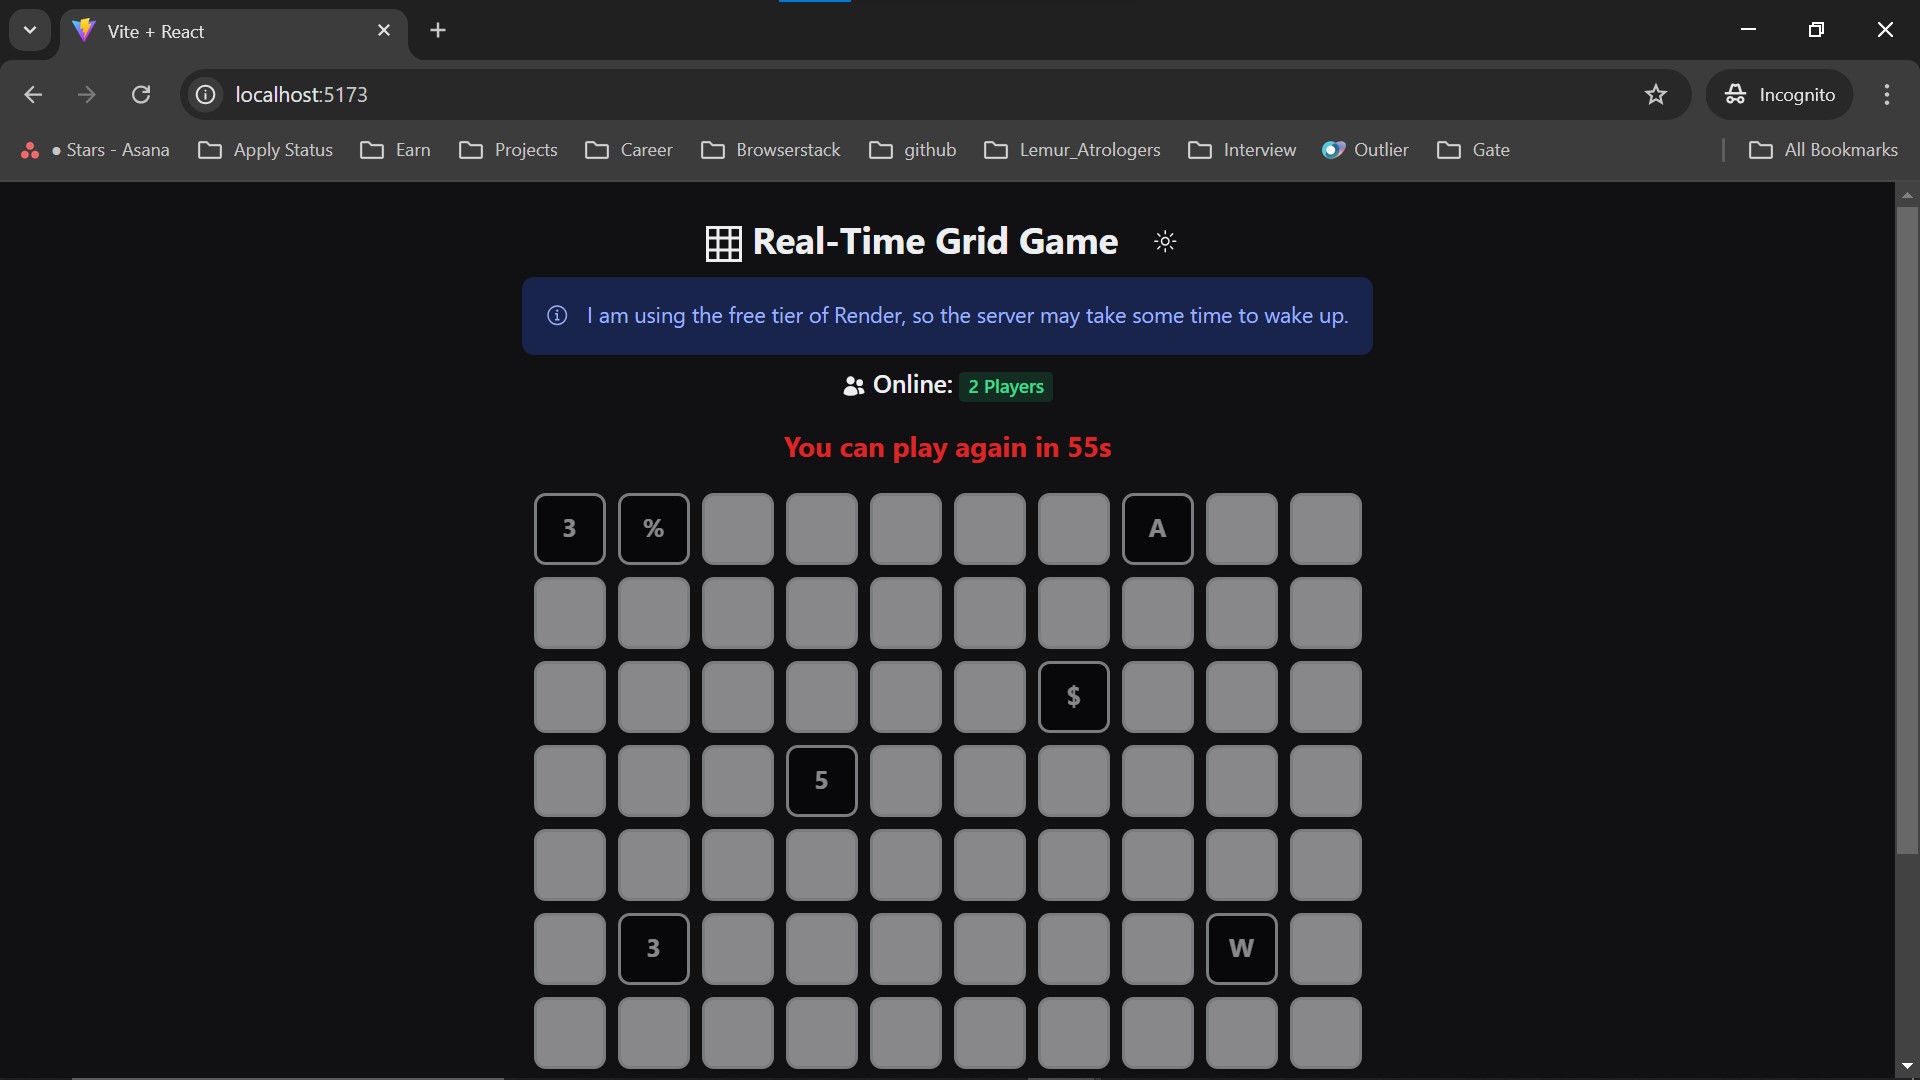 Vite + React
localhost:5173
Incognito
● Stars - Asana Apply Status Earn Projects Career Browserstack github Lemur_Atrologers Interview Outlier Gate All Bookmarks
Real-Time Grid Game
I am using the free tier of Render, so the server may take some time to wake up.
Online: 2 Players
You can play again in 55s
3 % A
$
5
3 W